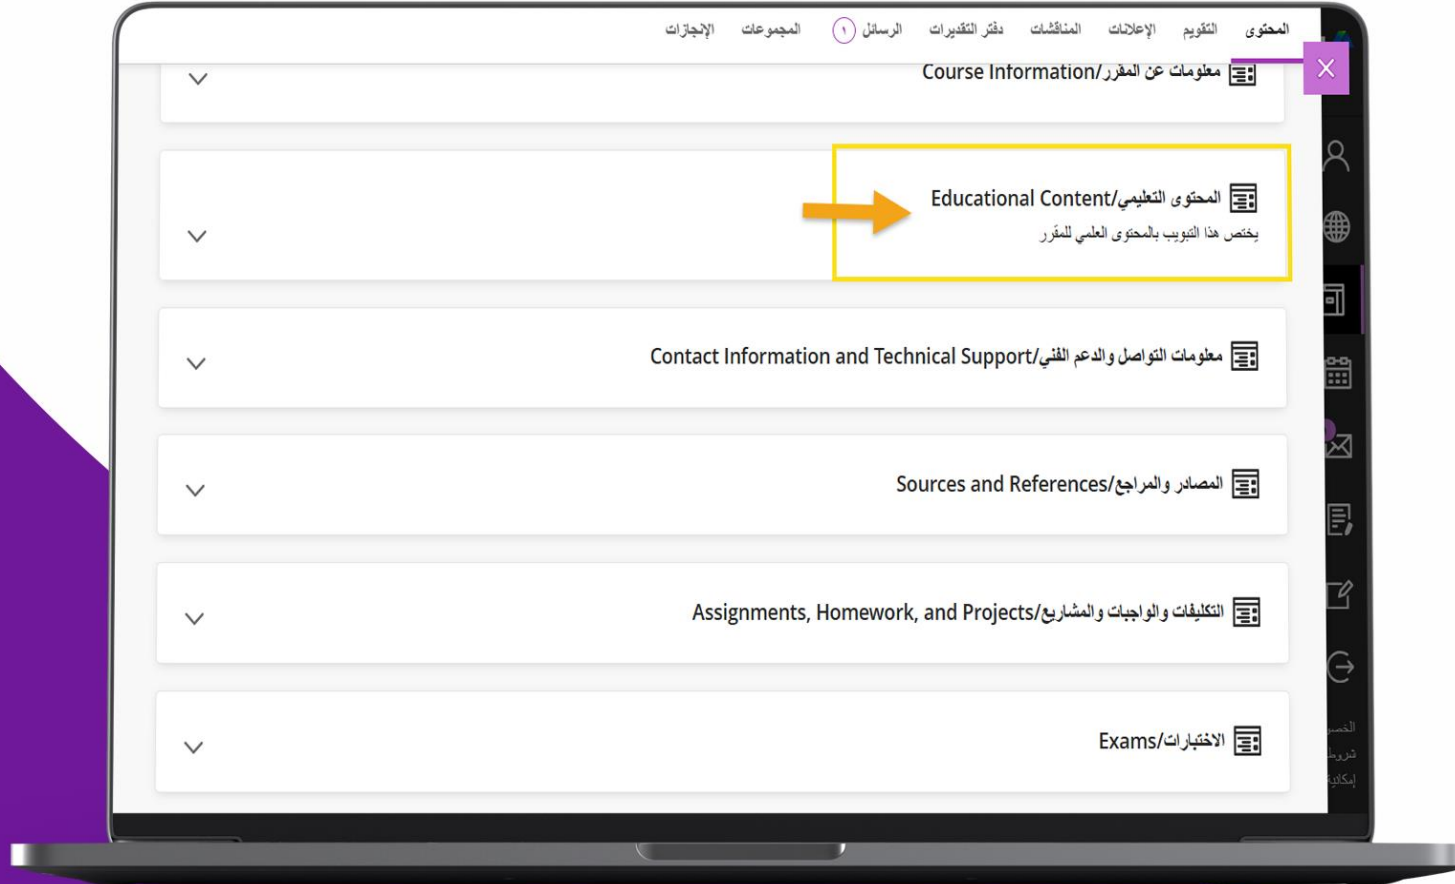 المحتوى التقويم الإعلانات المناقشات دفتر التقديرات الرسائل ١ المجموعات الإنجازات
معلومات عن المقرر/Course Information
المحتوى التعليمي/Educational Content
يختص هذا التبويب بالمحتوى العلمي للمقرر
معلومات التواصل والدعم الفني/Contact Information and Technical Support
المصادر والمراجع/Sources and References
التكليفات والواجبات والمشاريع/Assignments, Homework, and Projects
الاختبارات/Exams
شروط
إمكانية